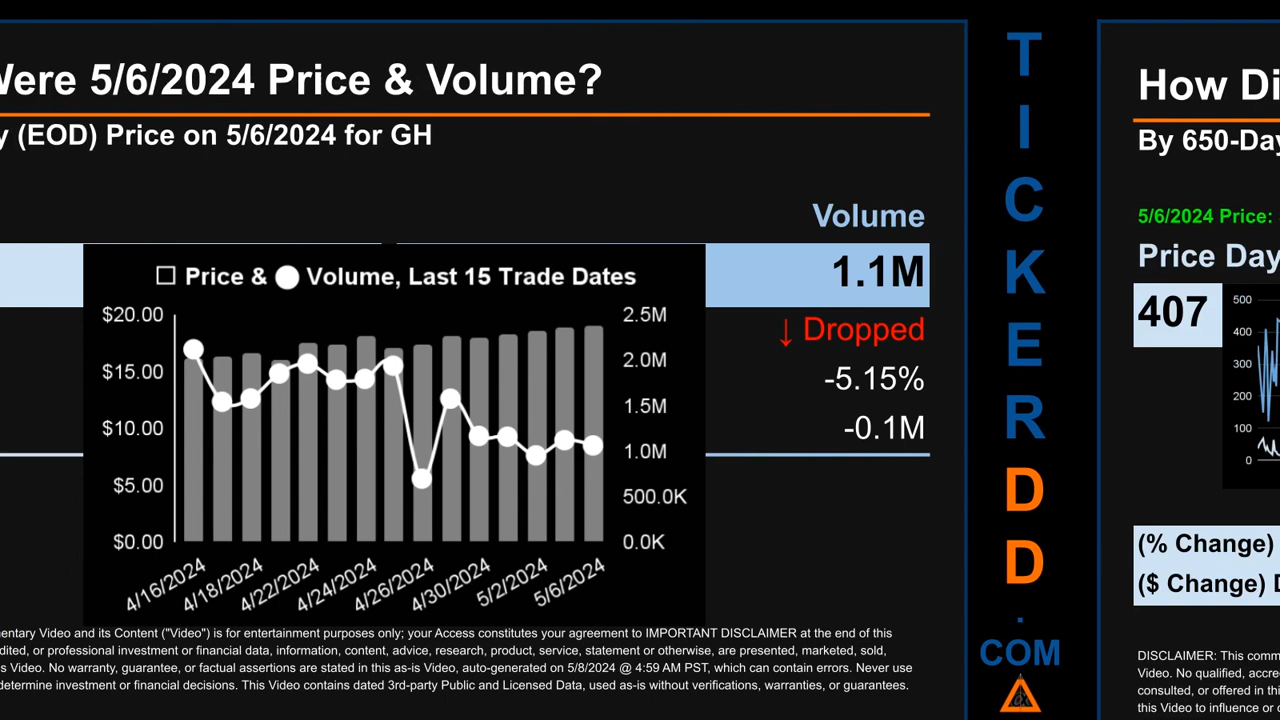 Were 5/6/2024 Price & Volume?
(EOD) Price on 5/6/2024 for GH
Volume
1.1M
↓ Dropped
-5.15%
-0.1M
Price & Volume, Last 15 Trade Dates
$20.00
$15.00
$10.00
$5.00
$0.00
2.5M
2.0M
1.5M
1.0M
500.0K
0.0K
4/16/2024
4/18/2024
4/22/2024
4/24/2024
4/26/2024
4/30/2024
5/2/2024
5/6/2024
mentary Video and its Content ("Video") is for entertainment purposes only; your Access constitutes your agreement to IMPORTANT DISCLAIMER at the end of this
dited, or professional investment or financial data, information, content, advice, research, product, service, statement or otherwise, are presented, marketed, sold,
s Video. No warranty, guarantee, or factual assertions are stated in this as-is Video, auto-generated on 5/8/2024 @ 4:59 AM PST, which can contain errors. Never use
determine investment or financial decisions. This Video contains dated 3rd-party Public and Licensed Data, used as-is without verifications, warranties, or guarantees.
T
I
C
K
E
R
D
D
.
COM
How Di
By 650-Day
5/6/2024 Price:
Price Day
407
500
400
300
200
100
0
(% Change)
($ Change) D
DISCLAIMER: This comm
Video. No qualified, accre
consulted, or offered in thi
this Video to influence or d